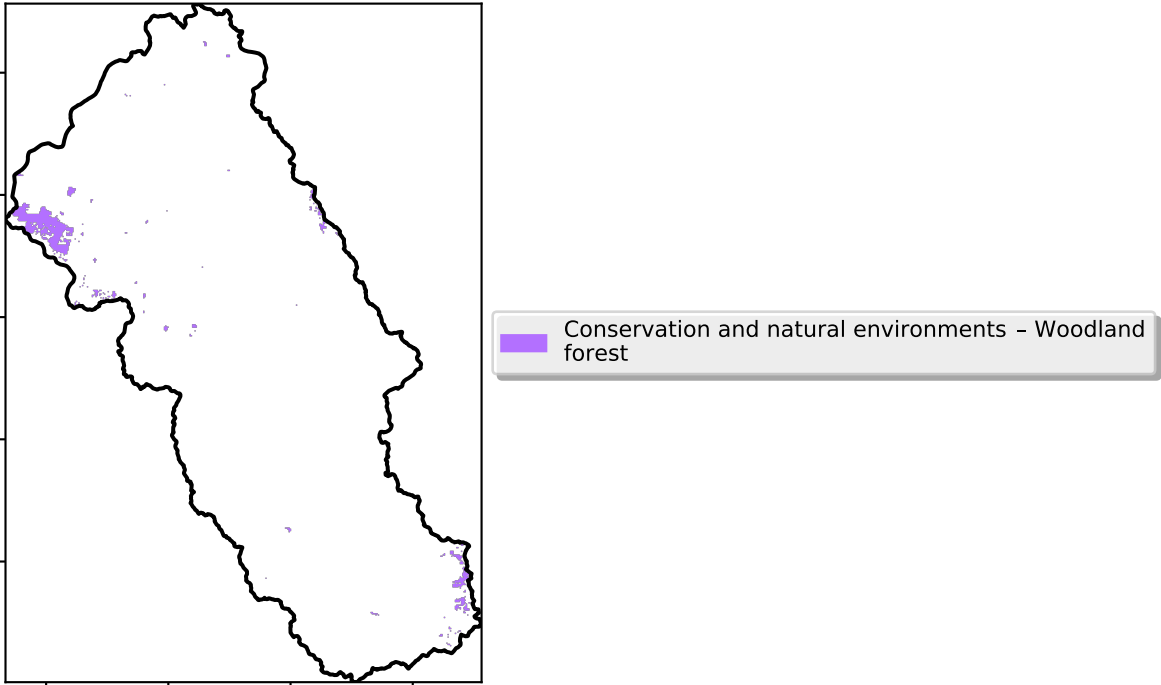 Conservation and natural environments – Woodland
forest